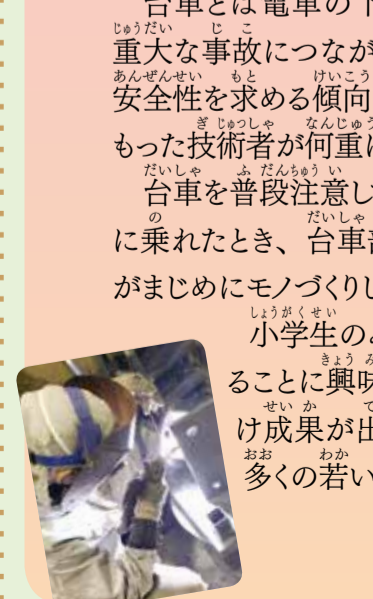 台車とは電車の下
重大な事故につなが
安全性を求める傾向
もった技術者が何重に
台車を普段注意し
に乗れたとき、台車部
がまじめにモノづくりし
小学生のみ
ることに興味
け成果が出
多くの若い